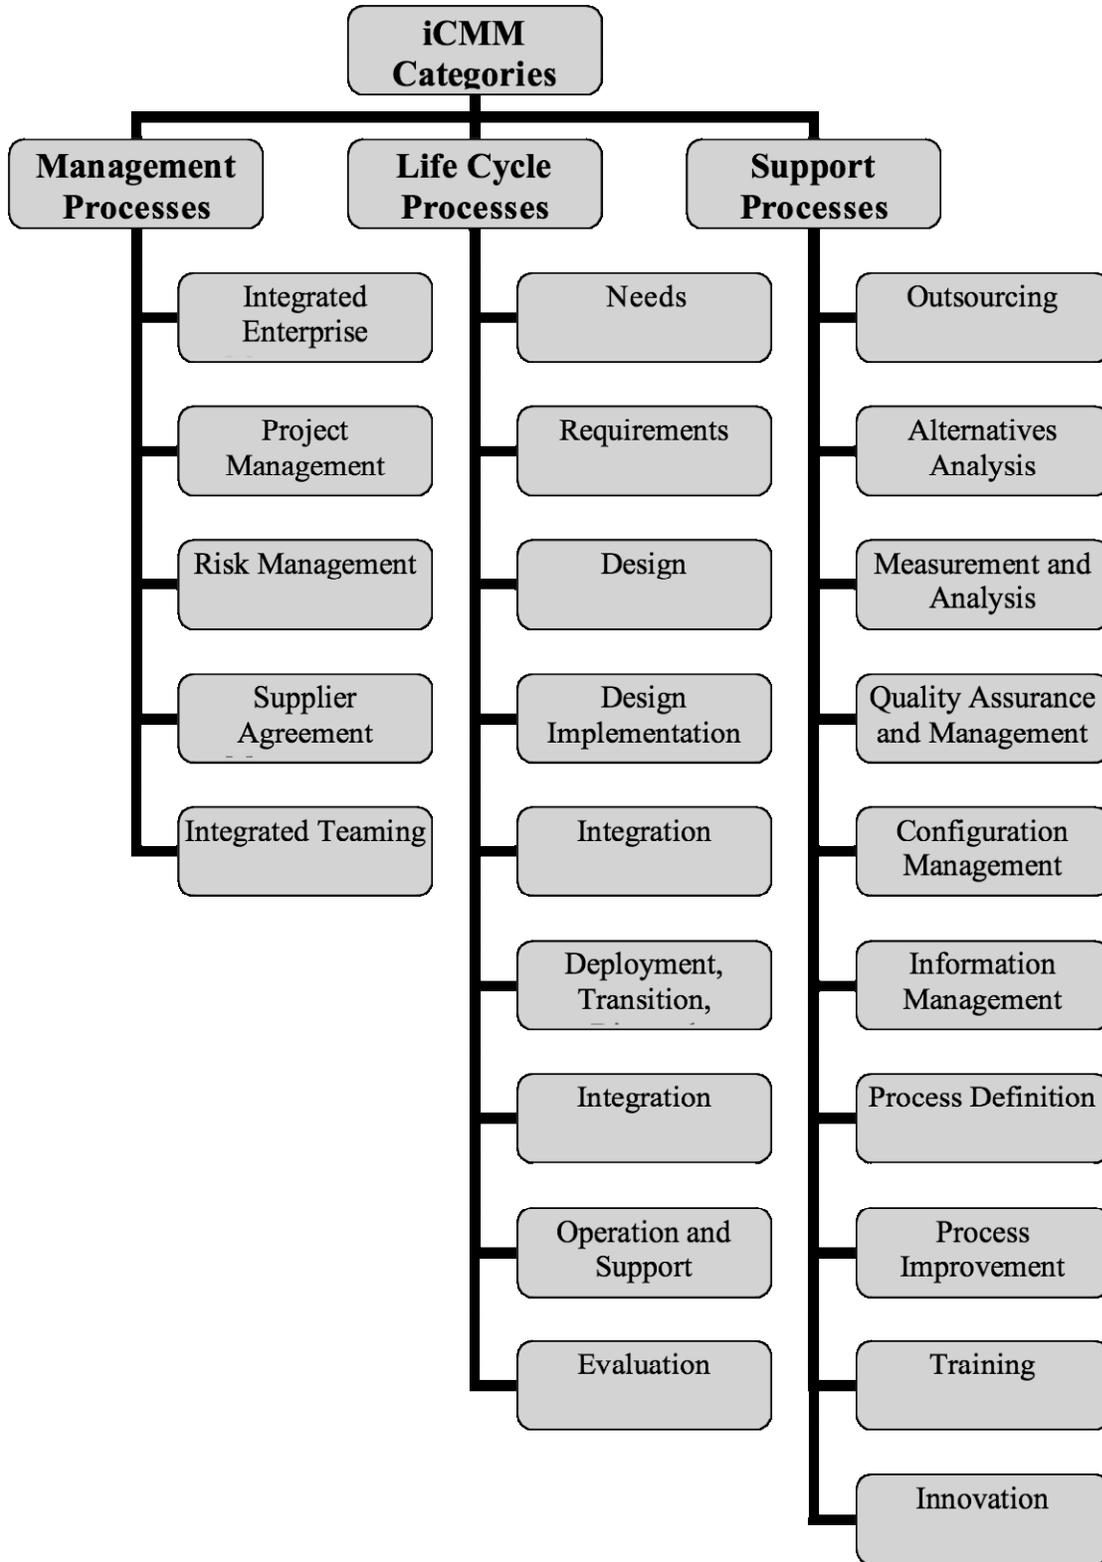 iCMM
Categories
Management
Processes
Life Cycle
Processes
Support
Processes
Integrated
Enterprise
Project
Management
Risk Management
Supplier
Agreement
Integrated Teaming
Needs
Requirements
Design
Design
Implementation
Integration
Deployment,
Transition,
Integration
Operation and
Support
Evaluation
Outsourcing
Alternatives
Analysis
Measurement and
Analysis
Quality Assurance
and Management
Configuration
Management
Information
Management
Process Definition
Process
Improvement
Training
Innovation